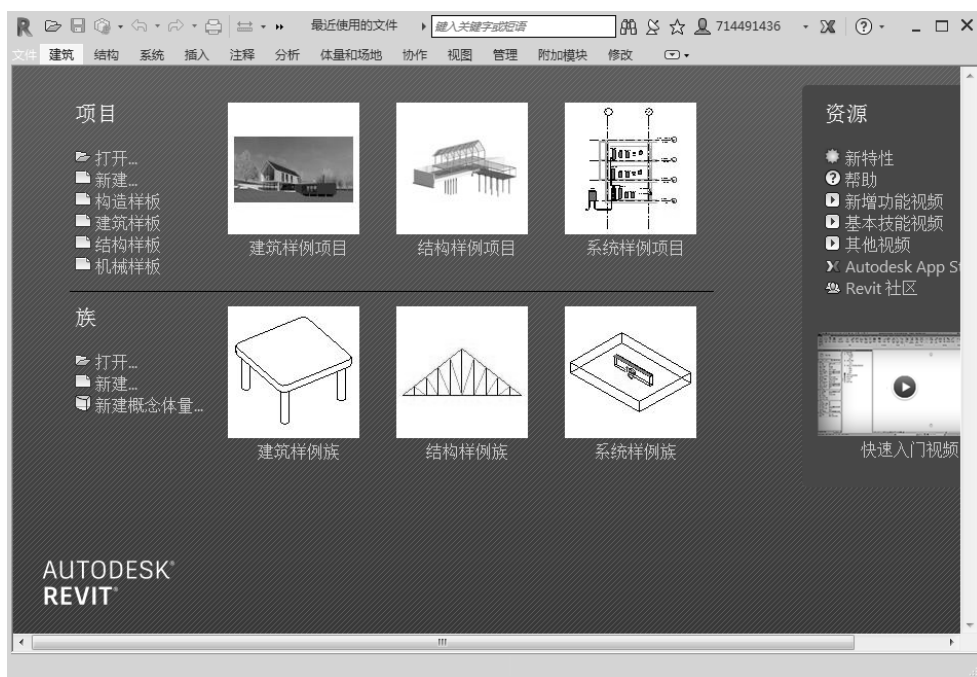 最近使用的文件 键入关键字或短语 714491436
文件 建筑 结构 系统 插入 注释 分析 体量和场地 协作 视图 管理 附加模块 修改
项目
打开...
新建...
构造样板
建筑样板
结构样板
机械样板
建筑样例项目 结构样例项目 系统样例项目
族
打开...
新建...
新建概念体量...
建筑样例族 结构样例族 系统样例族
资源
新特性
帮助
新增功能视频
基本技能视频
其他视频
Autodesk App St
Revit 社区
快速入门视频
AUTODESK®
REVIT®